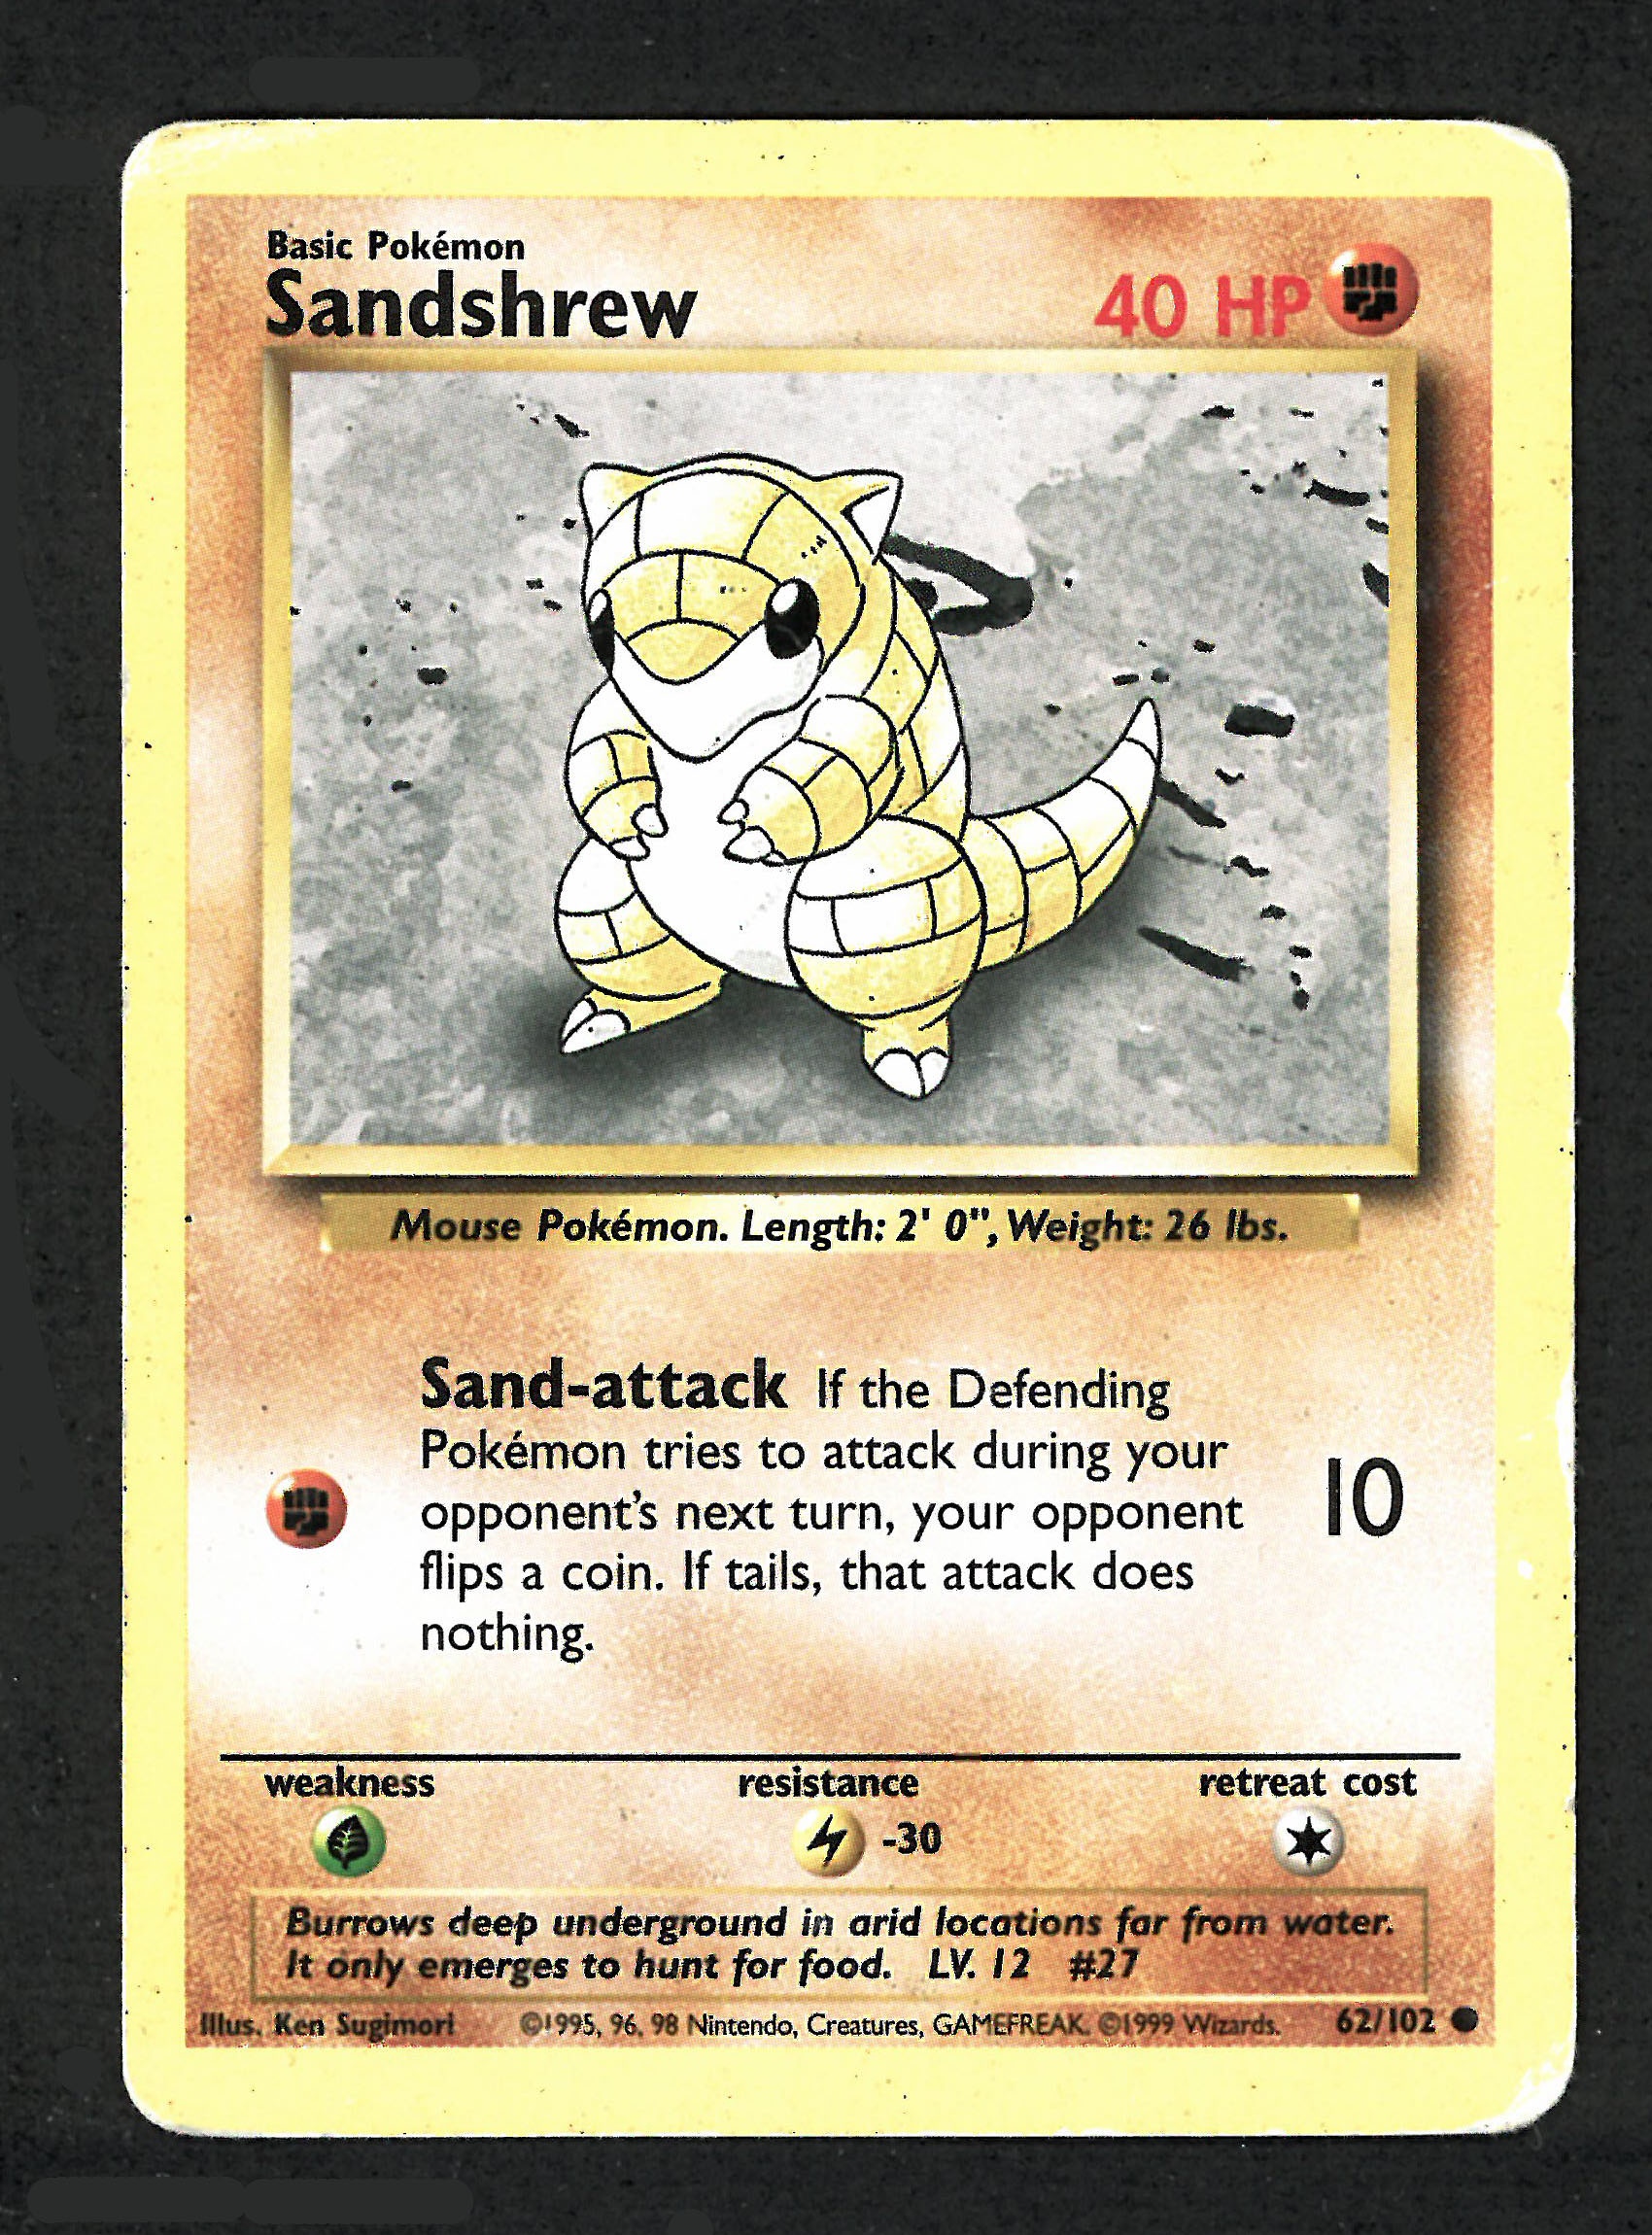 Basic Pokémon
Sandshrew
40 HP
Mouse Pokémon. Length: 2' 0", Weight: 26 lbs.
Sand-attack If the Defending
Pokémon tries to attack during your
opponent's next turn, your opponent
flips a coin. If tails, that attack does
nothing.
10
weakness
resistance
retreat cost
-30
Burrows deep underground in arid locations far from water.
It only emerges to hunt for food. LV. 12 #27
Illus. Ken Sugimori ©1995, 96, 98 Nintendo, Creatures, GAMEFREAK. ©1999 Wizards. 62/102